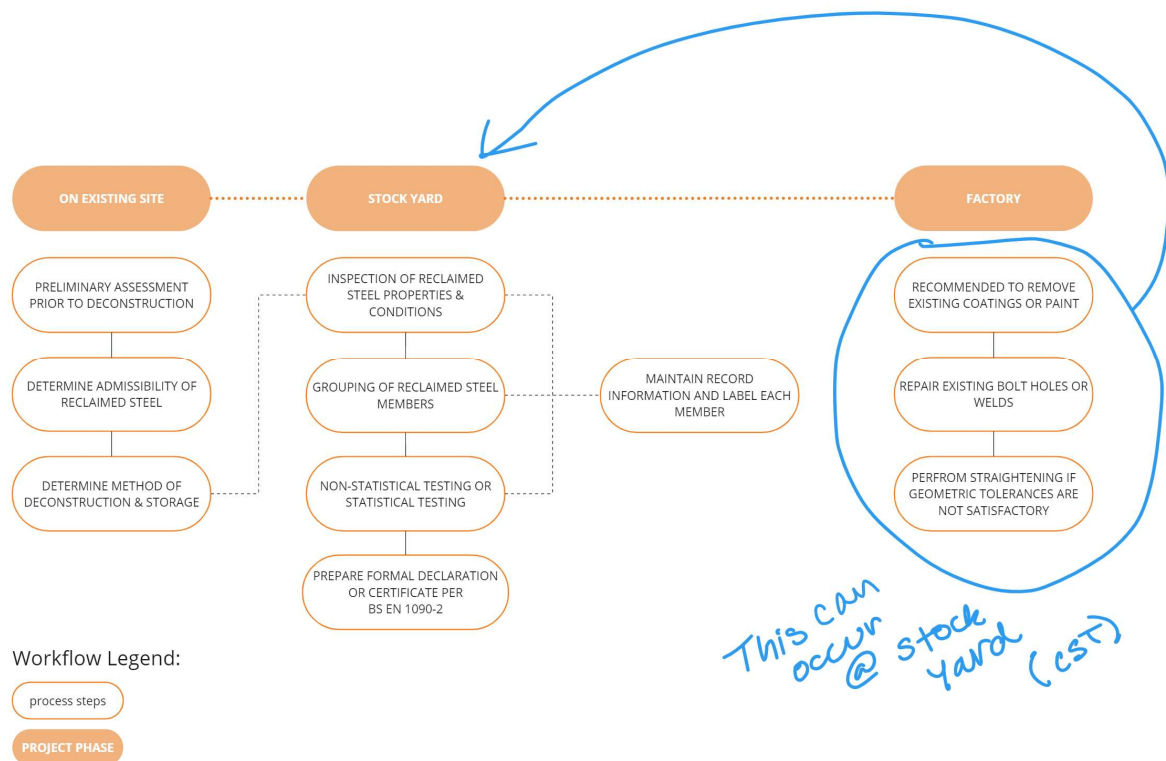 ON EXISTING SITE
STOCK YARD
FACTORY
PRELIMINARY ASSESSMENT
PRIOR TO DECONSTRUCTION
DETERMINE ADMISSIBILITY OF
RECLAIMED STEEL
DETERMINE METHOD OF
DECONSTRUCTION & STORAGE
INSPECTION OF RECLAIMED
STEEL PROPERTIES &
CONDITIONS
GROUPING OF RECLAIMED STEEL
MEMBERS
NON-STATISTICAL TESTING OR
STATISTICAL TESTING
PREPARE FORMAL DECLARATION
OR CERTIFICATE PER
BS EN 1090-2
MAINTAIN RECORD
INFORMATION AND LABEL EACH
MEMBER
RECOMMENDED TO REMOVE
EXISTING COATINGS OR PAINT
REPAIR EXISTING BOLT HOLES OR
WELDS
PERFROM STRAIGHTENING IF
GEOMETRIC TOLERANCES ARE
NOT SATISFACTORY
This can
occur
@ stock
yard (CST)
Workflow Legend:
process steps
PROJECT PHASE